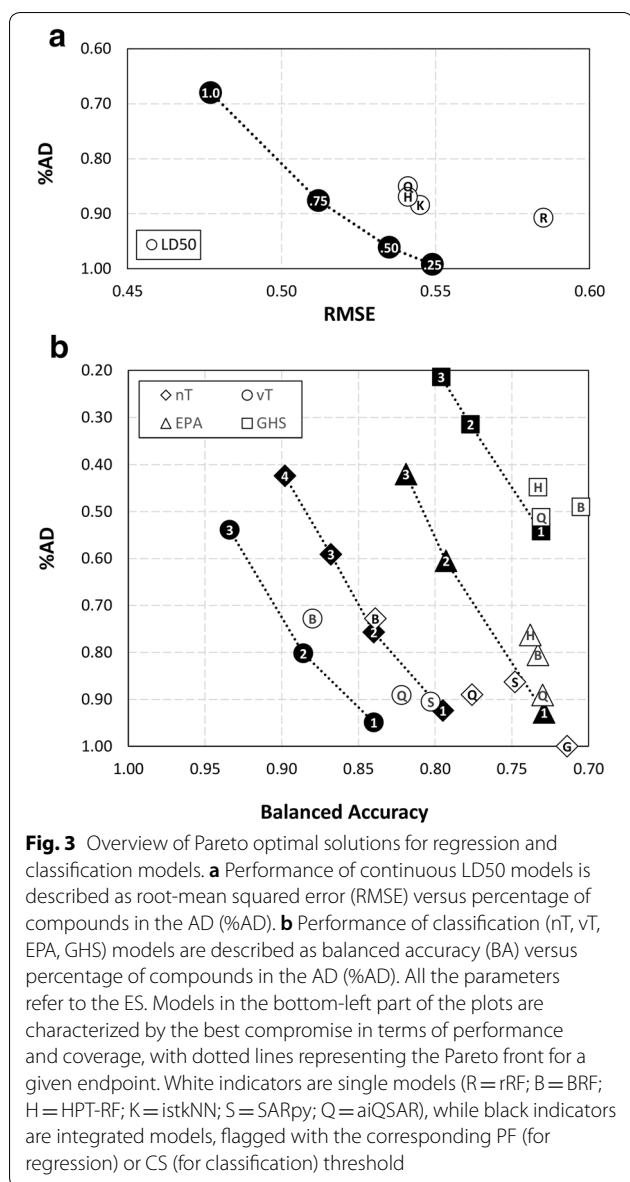 a
0.60
0.70
0.80
0.90
1.00
%AD
1.0
.75
.50
.25
Q
H
K
R
LD50
0.45 0.50 0.55 0.60
RMSE
b
0.20
0.30
0.40
0.50
0.60
0.70
0.80
0.90
1.00
%AD
nT vT
EPA GHS
3
2
1
H
B
Q
4
3
2
1
B
Q
S
G
3
2
1
B
Q
S
3
2
1
H
B
Q
1.00 0.95 0.90 0.85 0.80 0.75 0.70
Balanced Accuracy
Fig. 3 Overview of Pareto optimal solutions for regression and
classification models. a Performance of continuous LD50 models is
described as root-mean squared error (RMSE) versus percentage of
compounds in the AD (%AD). b Performance of classification (nT, vT,
EPA, GHS) models are described as balanced accuracy (BA) versus
percentage of compounds in the AD (%AD). All the parameters
refer to the ES. Models in the bottom-left part of the plots are
characterized by the best compromise in terms of performance
and coverage, with dotted lines representing the Pareto front for a
given endpoint. White indicators are single models (R = rRF; B = BRF;
H = HPT-RF; K = istkNN; S = SARpy; Q = aiQSAR), while black indicators
are integrated models, flagged with the corresponding PF (for
regression) or CS (for classification) threshold